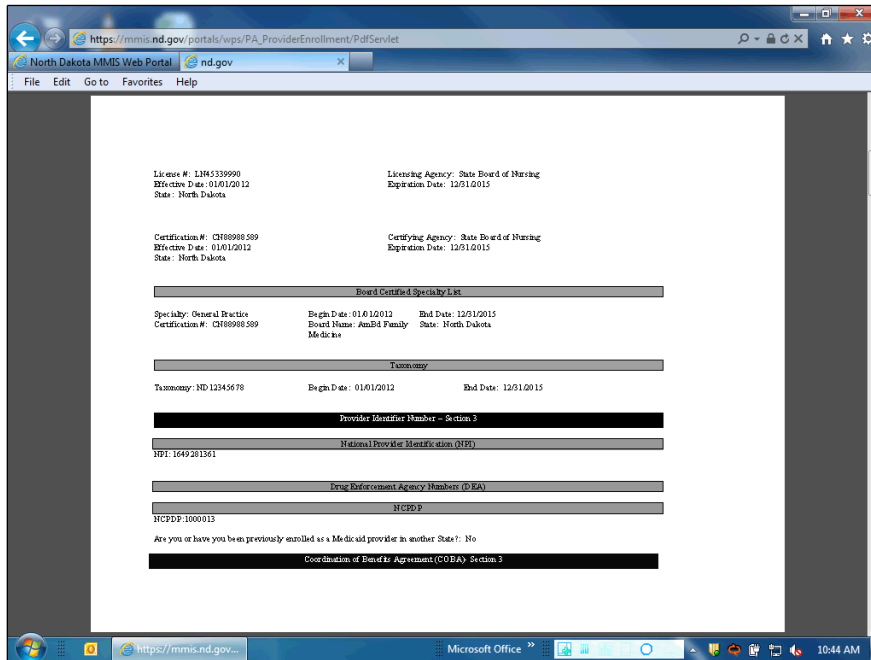 https://mmis.nd.gov/portals/wps/PA_ProviderEnrollment/PdfServlet
North Dakota MMIS Web Portal nd.gov
File Edit Go to Favorites Help
License #: LN45339990 Licensing Agency: State Board of Nursing
Effective Date: 01/01/2012 Expiration Date: 12/31/2015
State: North Dakota
Certification #: CN88988589 Certifying Agency: State Board of Nursing
Effective Date: 01/01/2012 Expiration Date: 12/31/2015
State: North Dakota
Board Certified Specialty List
Specialty: General Practice Begin Date: 01/01/2012 End Date: 12/31/2015
Certification #: CN88988589 Board Name: AmBd Family State: North Dakota
Medicine
Taxonomy
Taxonomy: ND12345678 Begin Date: 01/01/2012 End Date: 12/31/2015
Provider Identifier Number – Section 3
National Provider Identification (NPI)
NPI: 1649281361
Drug Enforcement Agency Numbers (DEA)
NCPDP
NCPDP:1000013
Are you or have you been previously enrolled as a Medicaid provider in another State?: No
Coordination of Benefits Agreement (COBA)- Section 3
https://mmis.nd.gov... Microsoft Office » 10:44 AM